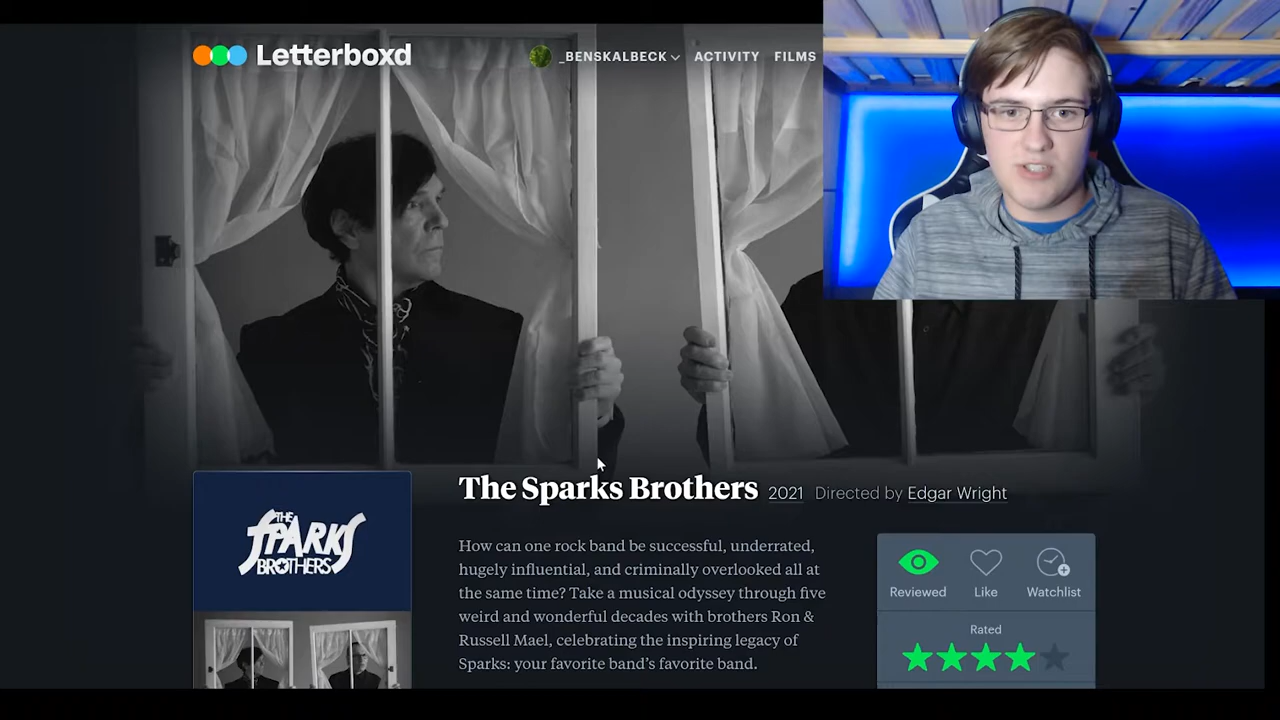 Letterboxd
_BENSKALBECK ACTIVITY FILMS
The Sparks Brothers 2021 Directed by Edgar Wright
THE
SPARKS
BROTHERS
How can one rock band be successful, underrated,
hugely influential, and criminally overlooked all at
the same time? Take a musical odyssey through five
weird and wonderful decades with brothers Ron &
Russell Mael, celebrating the inspiring legacy of
Sparks: your favorite band's favorite band.
Reviewed Like Watchlist
Rated